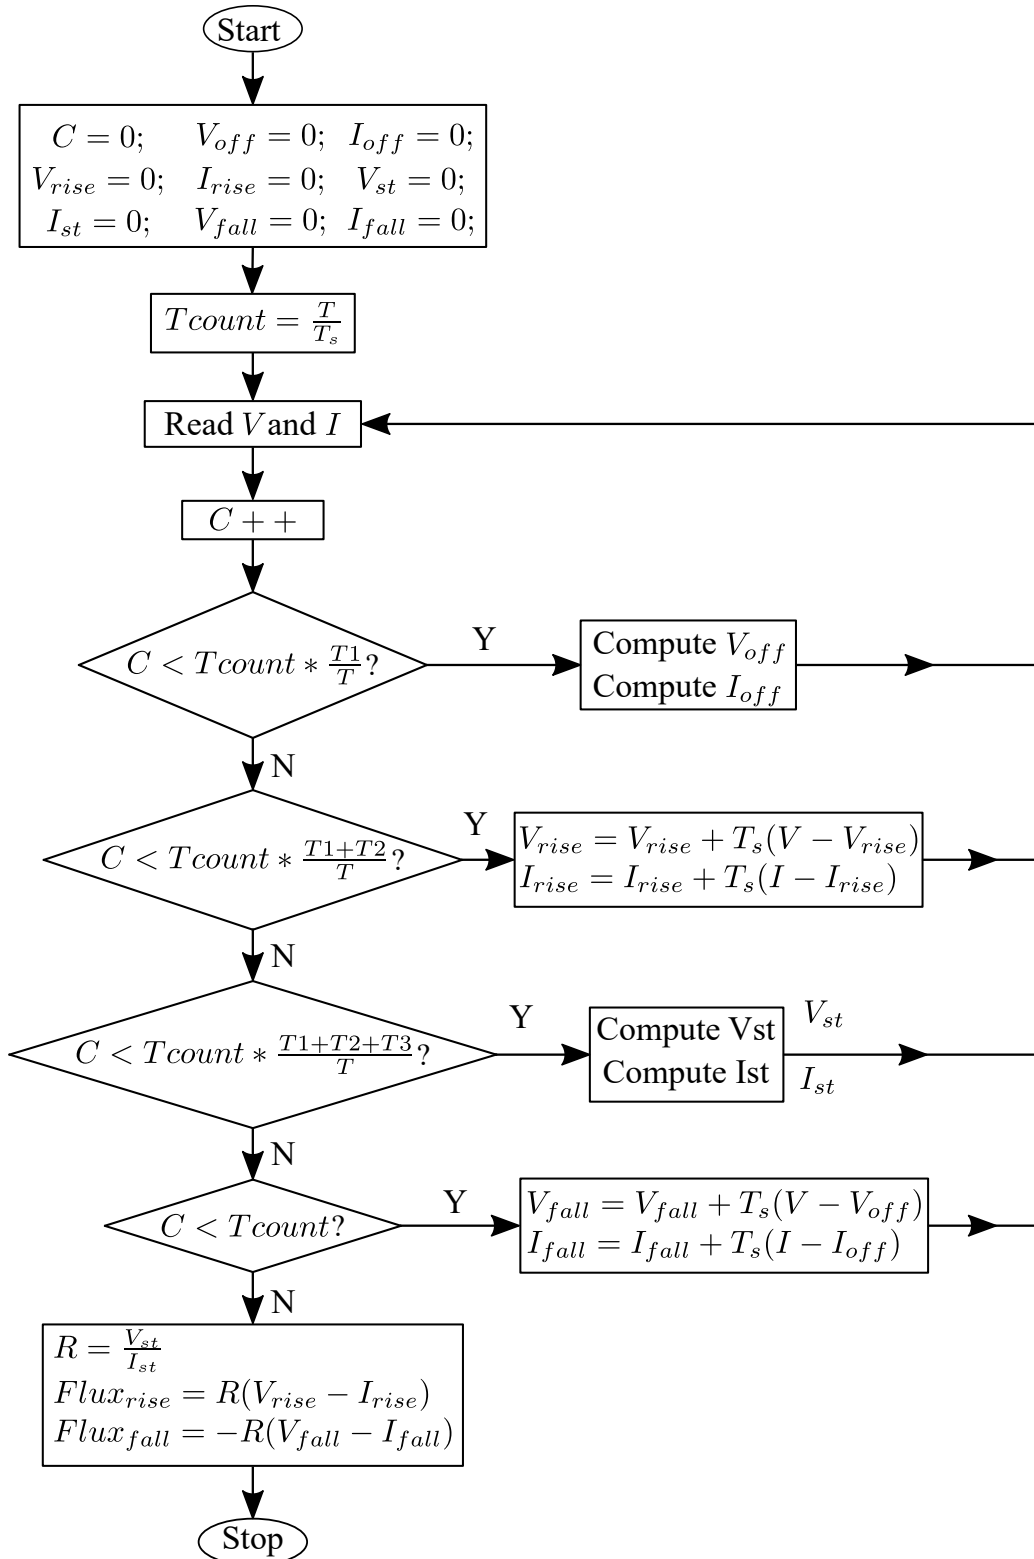 Start
C = 0; V_off = 0; I_off = 0;
V_rise = 0; I_rise = 0; V_st = 0;
I_st = 0; V_fall = 0; I_fall = 0;
Tcount = T/T_s
Read V and I
C + +
C < Tcount * T1/T?
Y
Compute V_off
Compute I_off
N
C < Tcount * T1+T2/T?
Y
V_rise = V_rise + T_s(V − V_rise)
I_rise = I_rise + T_s(I − I_rise)
N
C < Tcount * T1+T2+T3/T?
Y
Compute Vst
Compute Ist
V_st
I_st
N
C < Tcount?
Y
V_fall = V_fall + T_s(V − V_off)
I_fall = I_fall + T_s(I − I_off)
N
R = V_st/I_st
Flux_rise = R(V_rise − I_rise)
Flux_fall = −R(V_fall − I_fall)
Stop